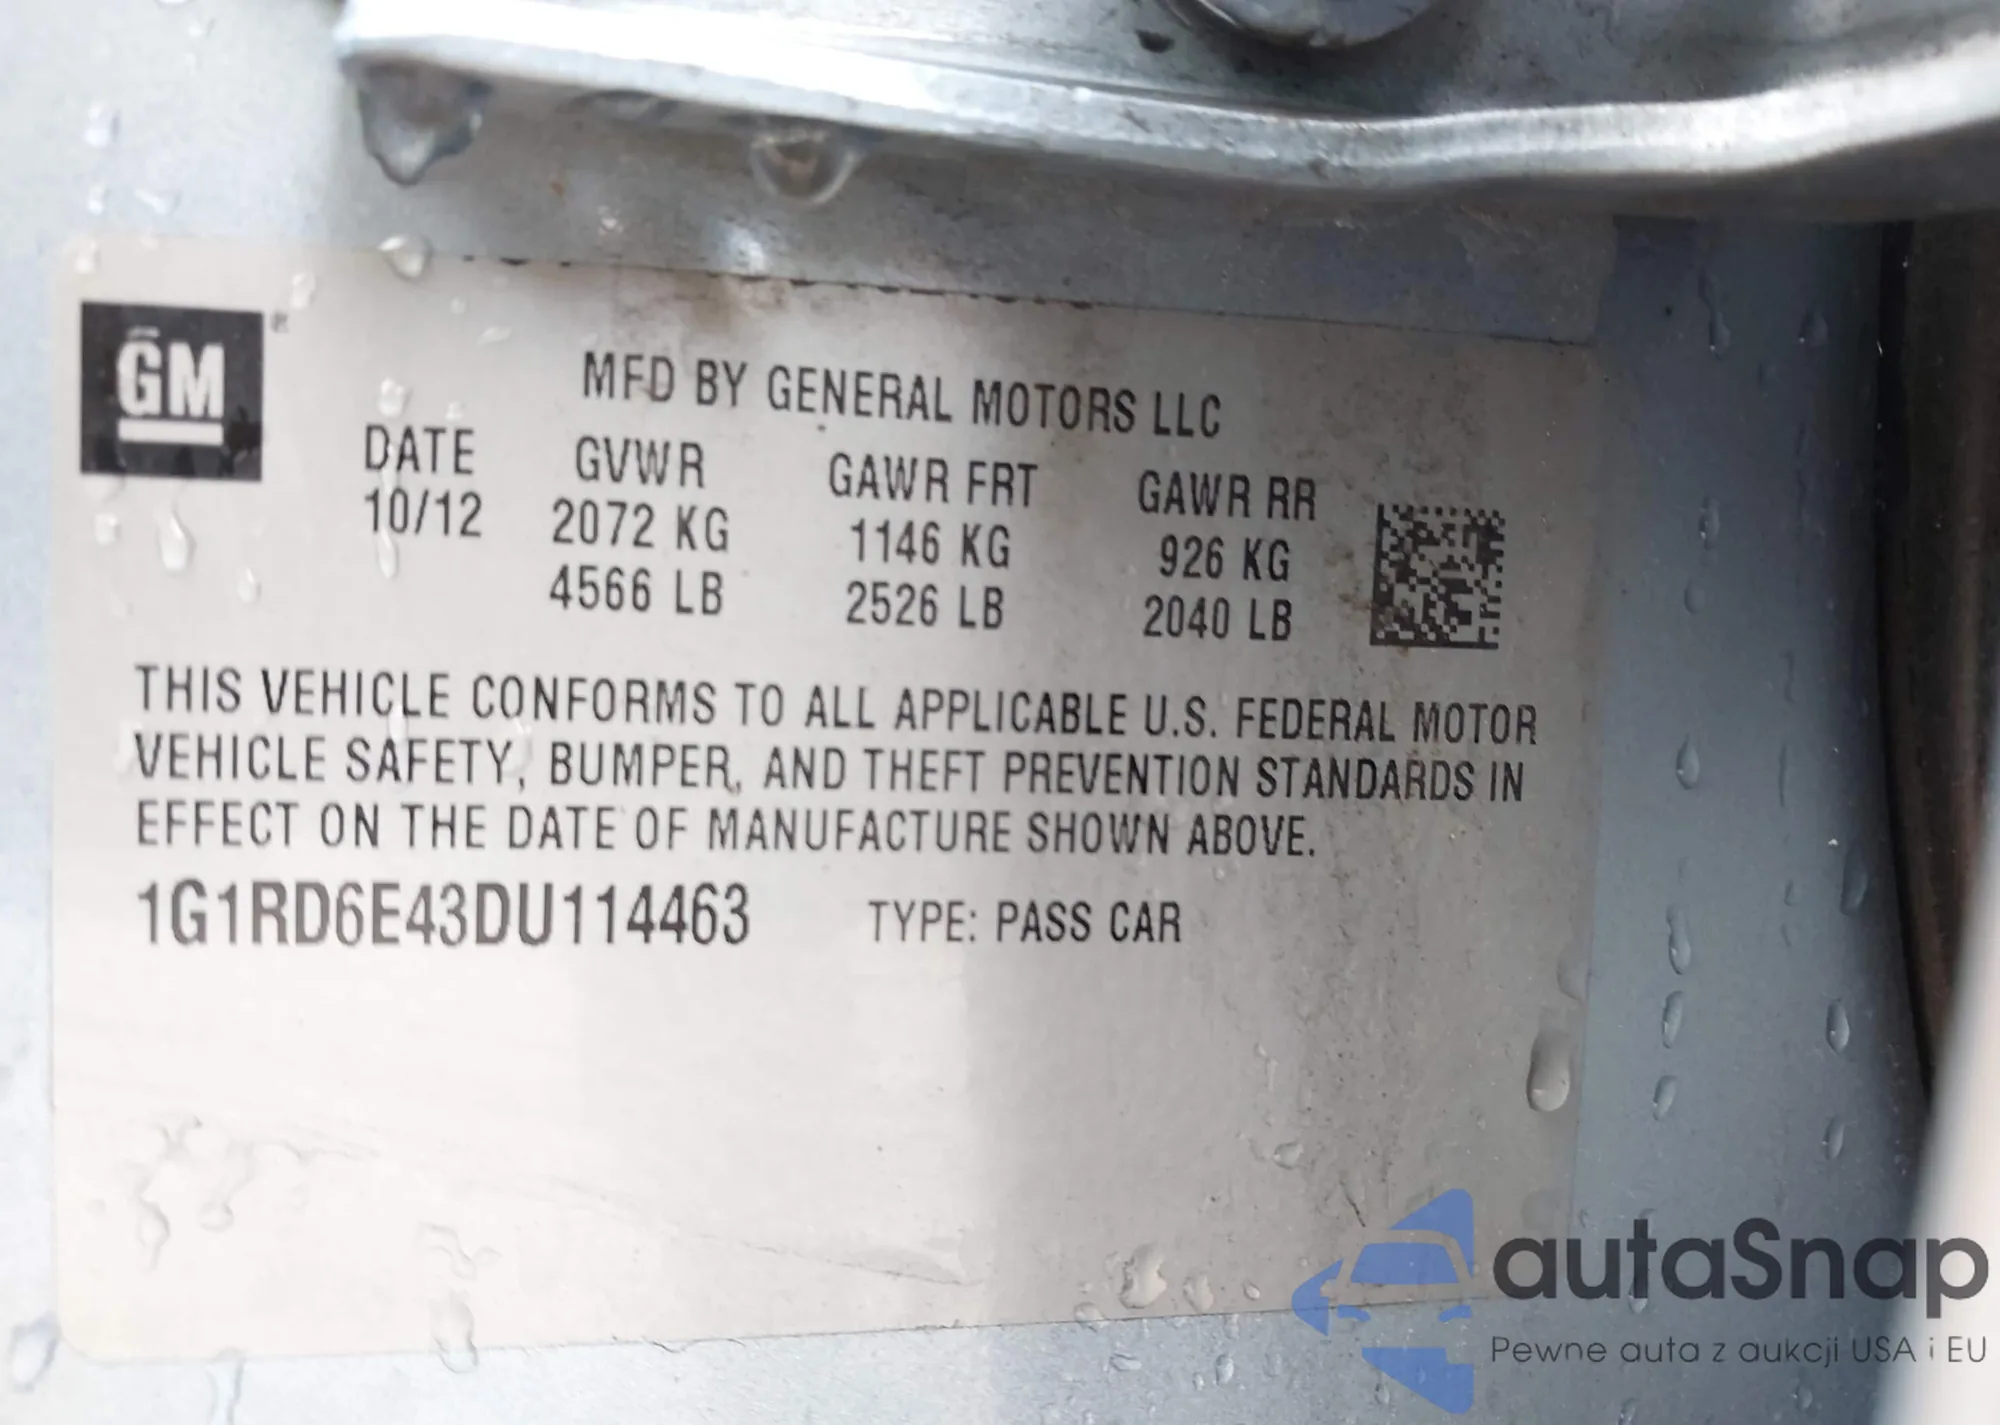 GM
MFD BY GENERAL MOTORS LLC
DATE GVWR GAWR FRT GAWR RR
10/12 2072 KG 1146 KG 926 KG
4566 LB 2526 LB 2040 LB
THIS VEHICLE CONFORMS TO ALL APPLICABLE U.S. FEDERAL MOTOR
VEHICLE SAFETY, BUMPER, AND THEFT PREVENTION STANDARDS IN
EFFECT ON THE DATE OF MANUFACTURE SHOWN ABOVE.
1G1RD6E43DU114463 TYPE: PASS CAR
autaSnap
Pewne auta z aukcji USA i EU